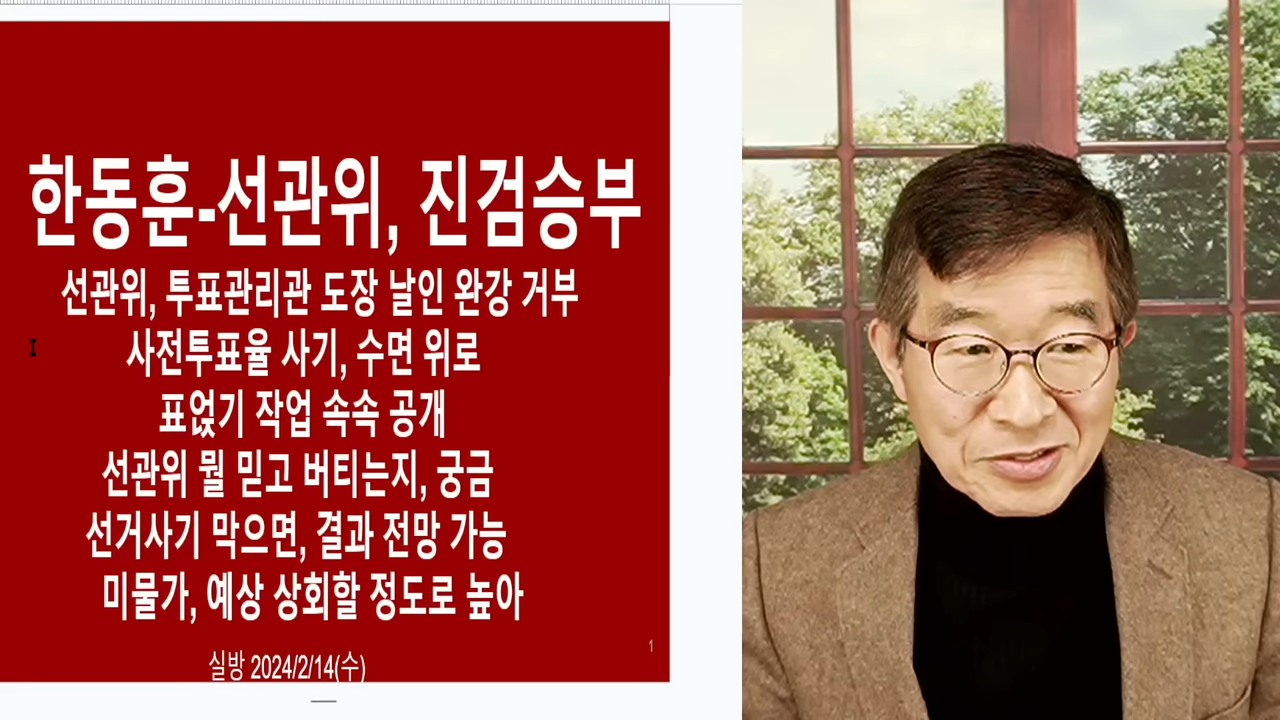 한동훈-선관위, 진검승부
선관위, 투표관리관 도장 날인 완강 거부
사전투표율 사기, 수면 위로
표얹기 작업 속속 공개
선관위 뭘 믿고 버티는지, 궁금
선거사기 막으면, 결과 전망 가능
미물가, 예상 상회할 정도로 높아
1
실방 2024/2/14(수)